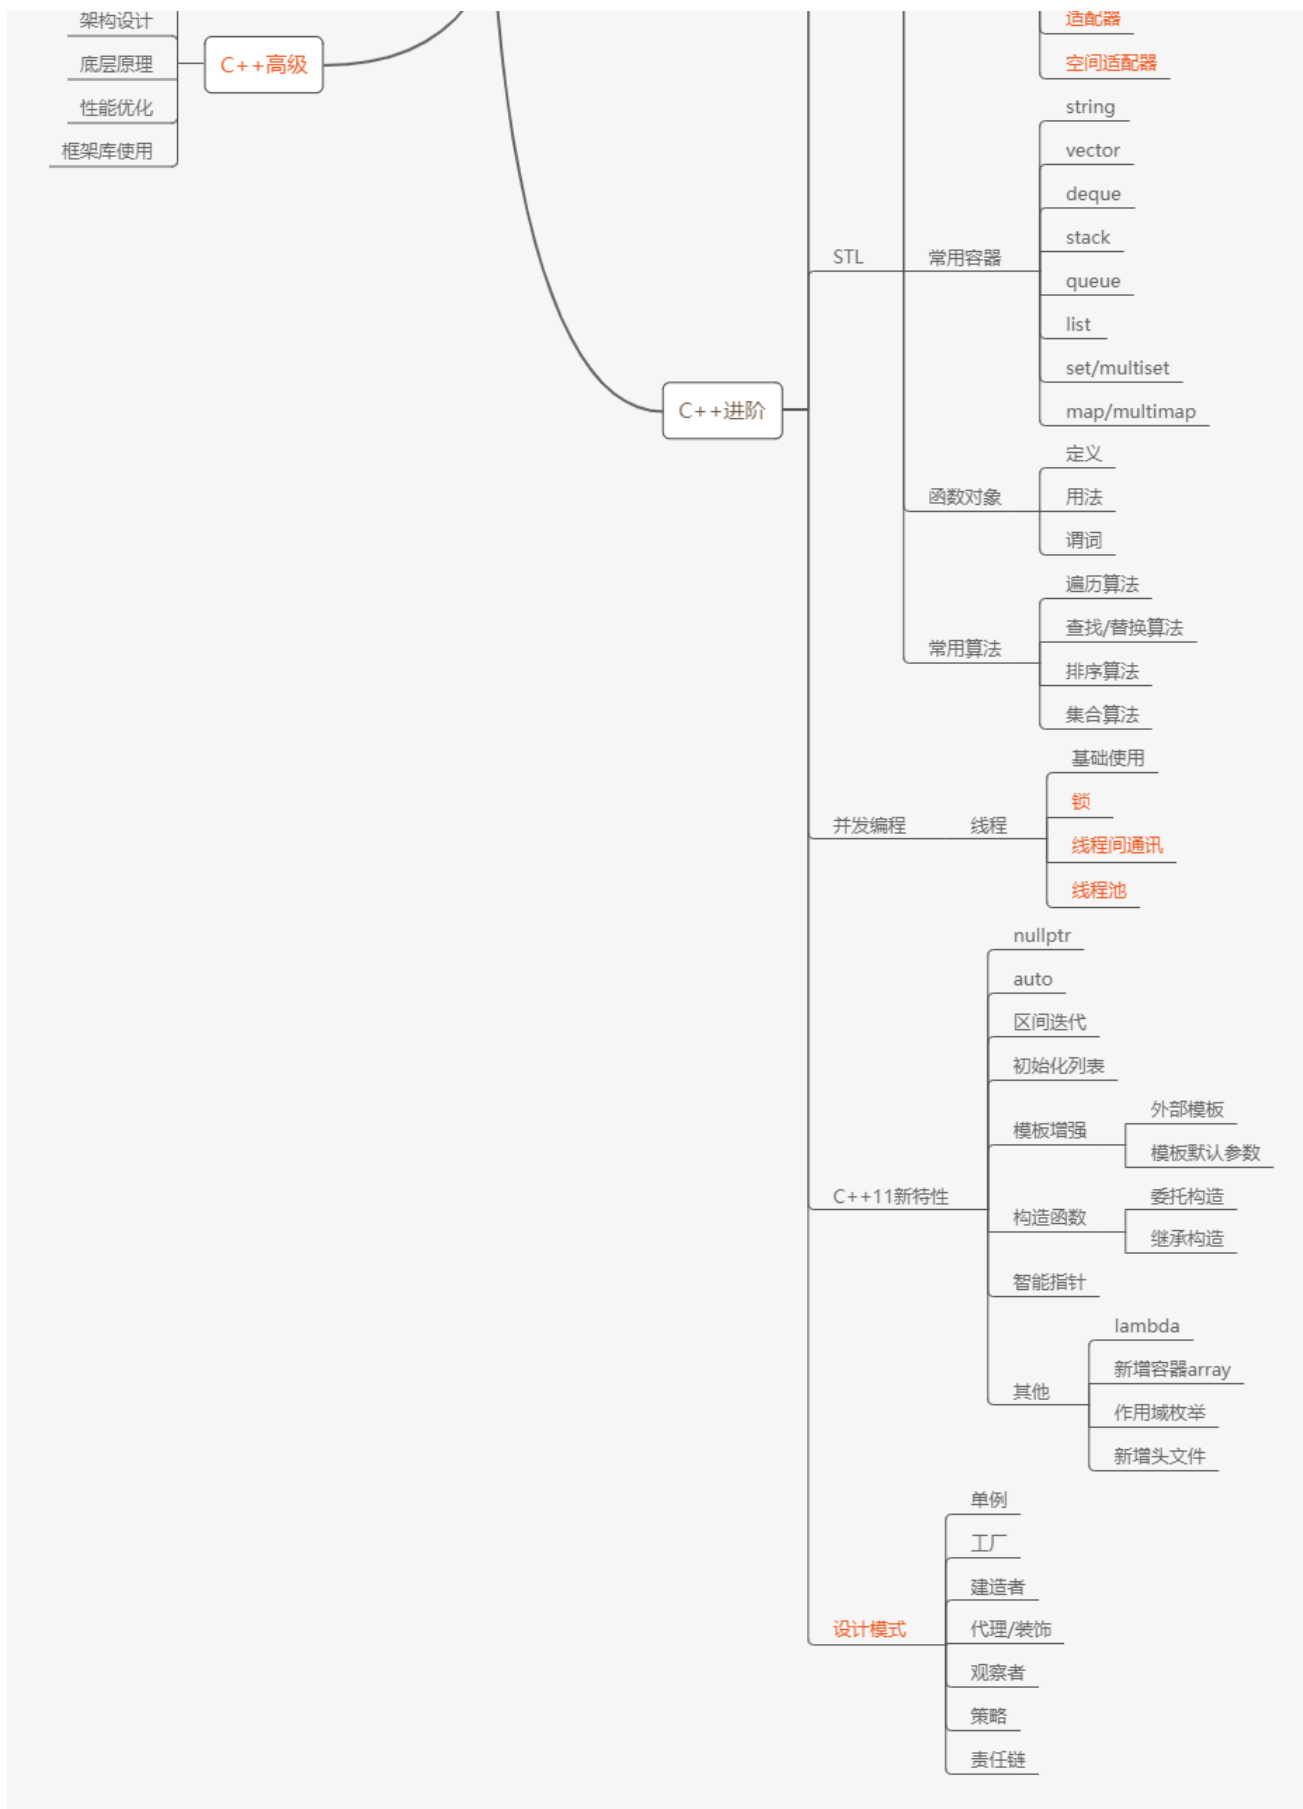 架构设计
底层原理
C++高级
性能优化
框架库使用
适配器
空间适配器
string
vector
deque
stack
STL
常用容器
queue
list
set/multiset
map/multimap
C++进阶
定义
函数对象
用法
谓词
遍历算法
查找/替换算法
常用算法
排序算法
集合算法
基础使用
锁
并发编程
线程
线程间通讯
线程池
nullptr
auto
区间迭代
初始化列表
外部模板
模板增强
模板默认参数
C++11新特性
委托构造
构造函数
继承构造
智能指针
lambda
新增容器array
其他
作用域枚举
新增头文件
单例
工厂
建造者
设计模式
代理/装饰
观察者
策略
责任链